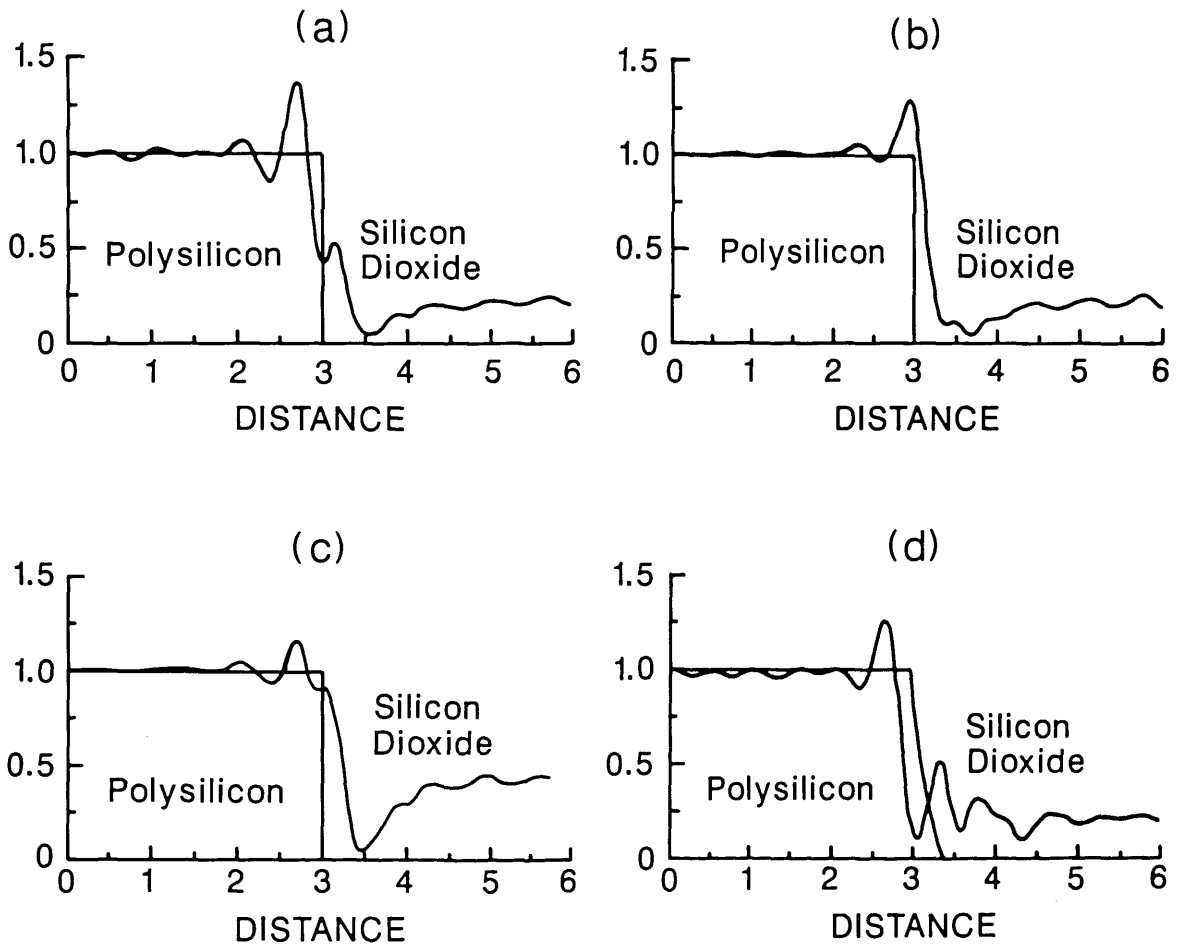 (a)
1.5
1.0
0.5
0
Polysilicon
Silicon
Dioxide
0 1 2 3 4 5 6
DISTANCE
(b)
1.5
1.0
0.5
0
Polysilicon
Silicon
Dioxide
0 1 2 3 4 5 6
DISTANCE
(c)
1.5
1.0
0.5
0
Polysilicon
Silicon
Dioxide
0 1 2 3 4 5 6
DISTANCE
(d)
1.5
1.0
0.5
0
Polysilicon
Silicon
Dioxide
0 1 2 3 4 5 6
DISTANCE